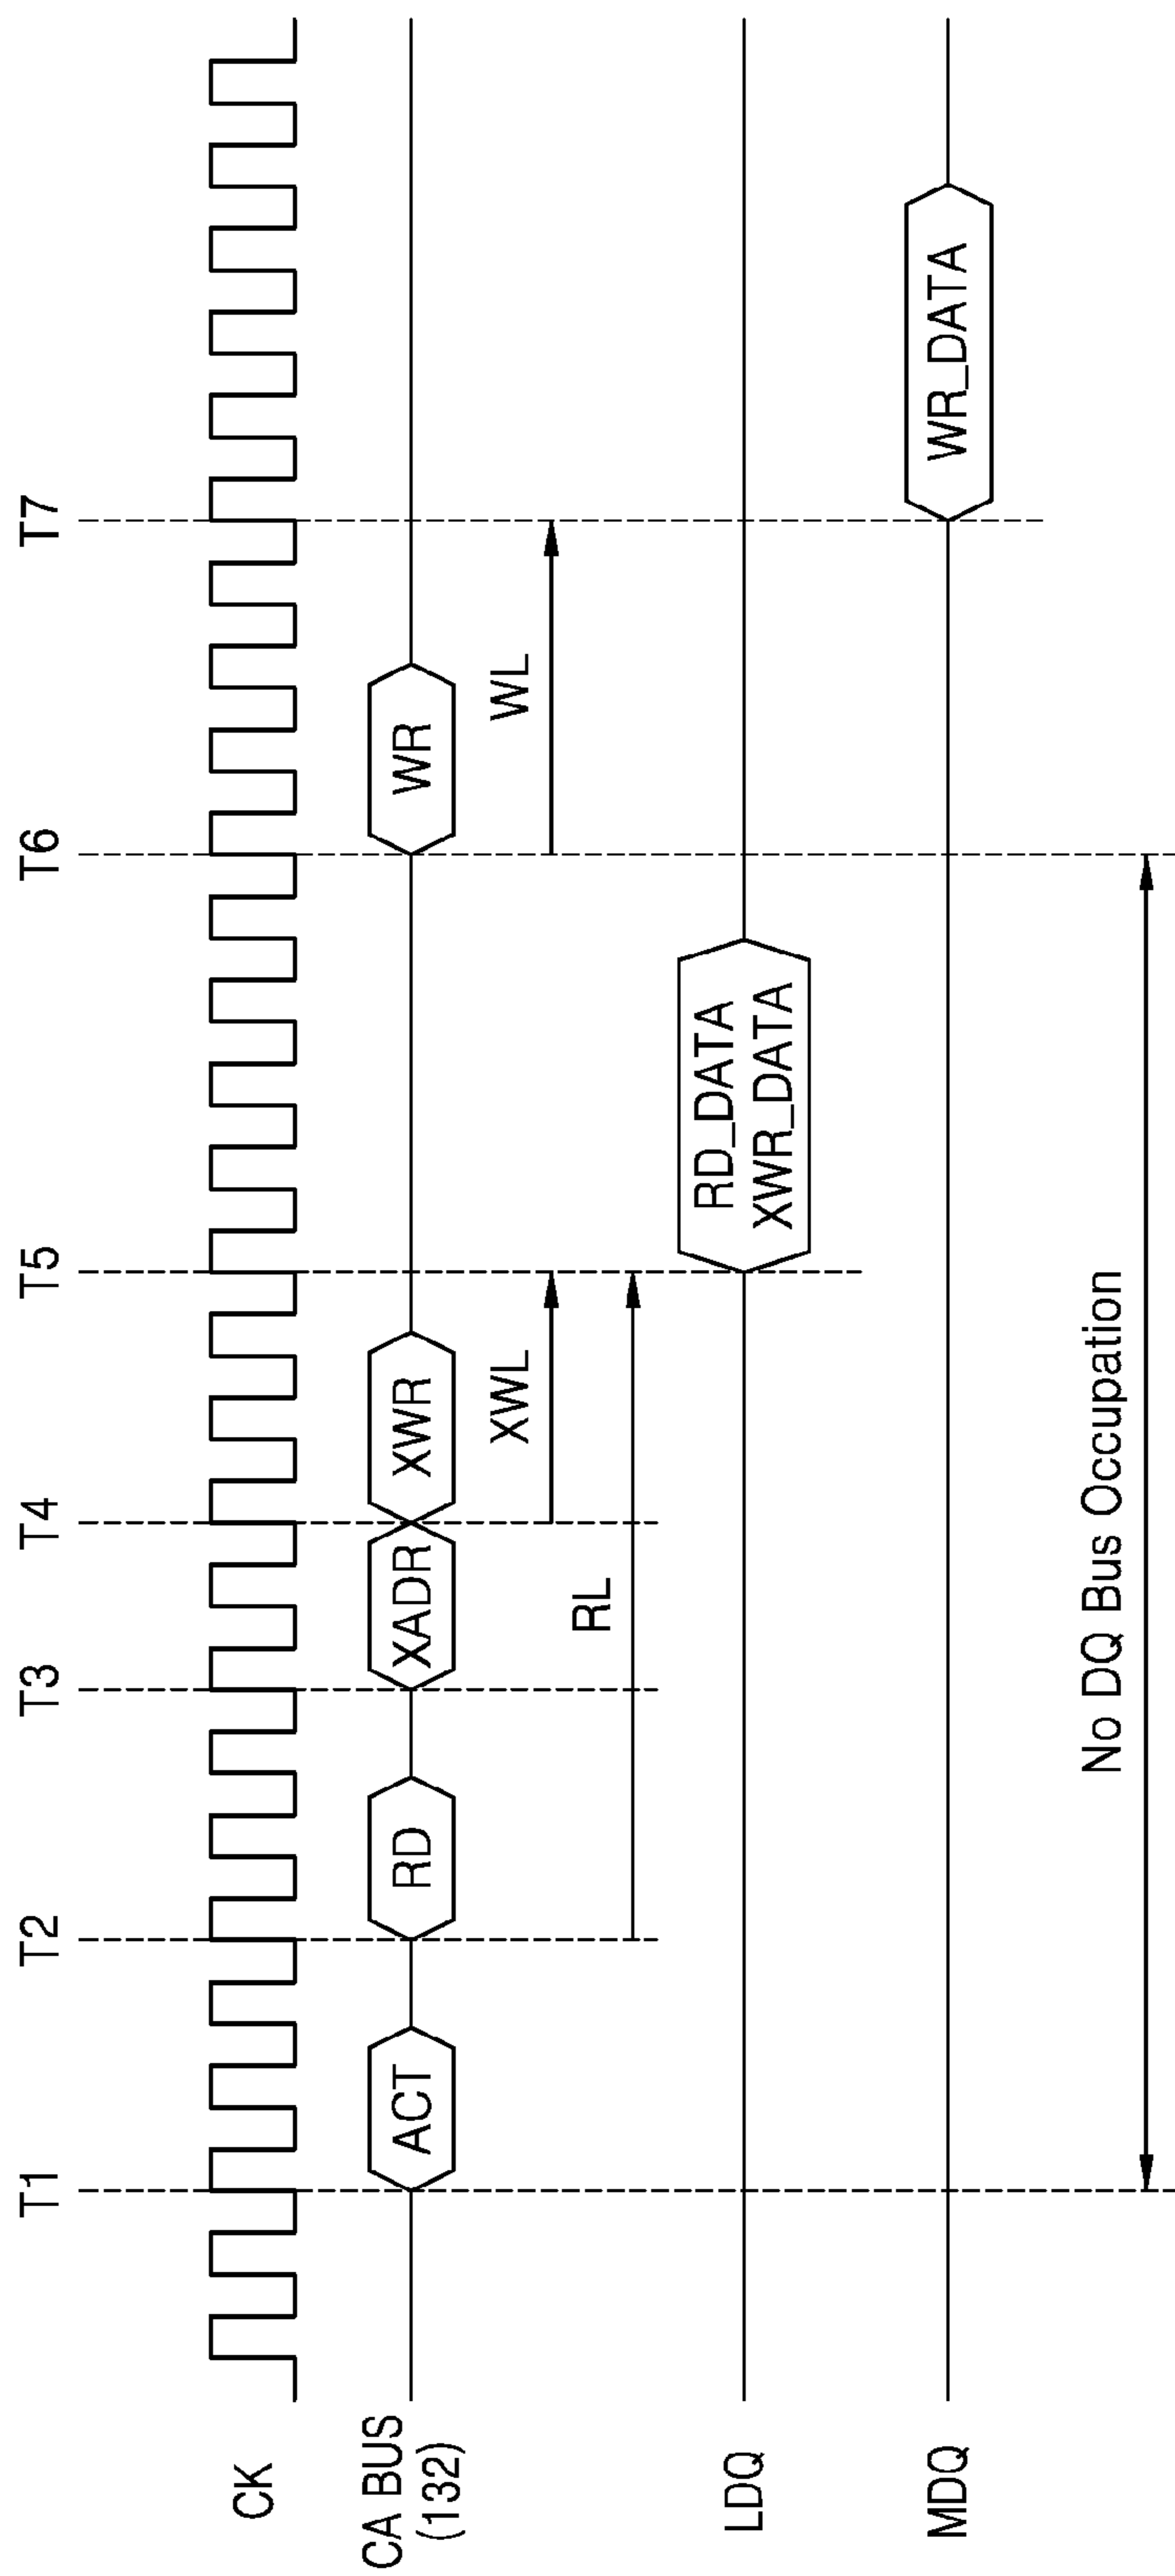 T1 T2 T3 T4 T5 T6 T7
CK
CA BUS
(132)
ACT RD XADR XWR WR
XWL WL
RL
LDQ
RD_DATA
XWR_DATA
MDQ
WR_DATA
No DQ Bus Occupation